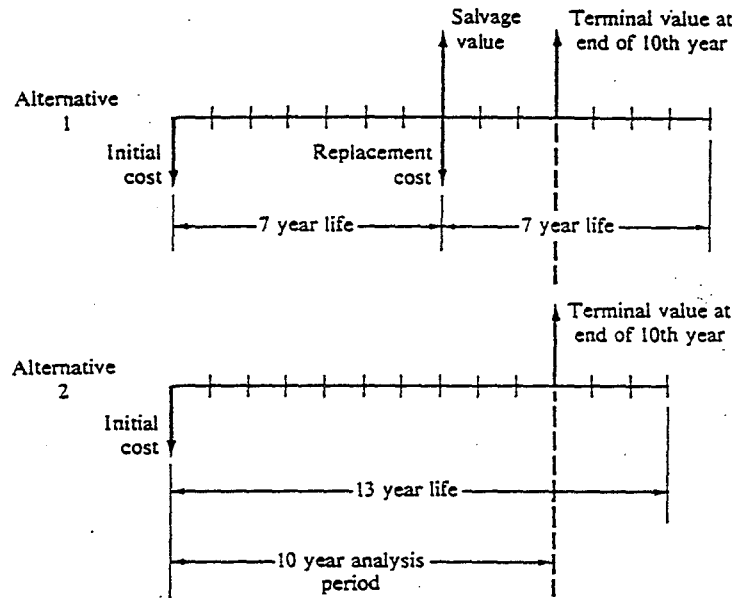 Salvage
value
Terminal value at
end of 10th year
Alternative
1
Initial
cost
Replacement
cost
7 year life
7 year life
Terminal value at
end of 10th year
Alternative
2
Initial
cost
13 year life
10 year analysis
period